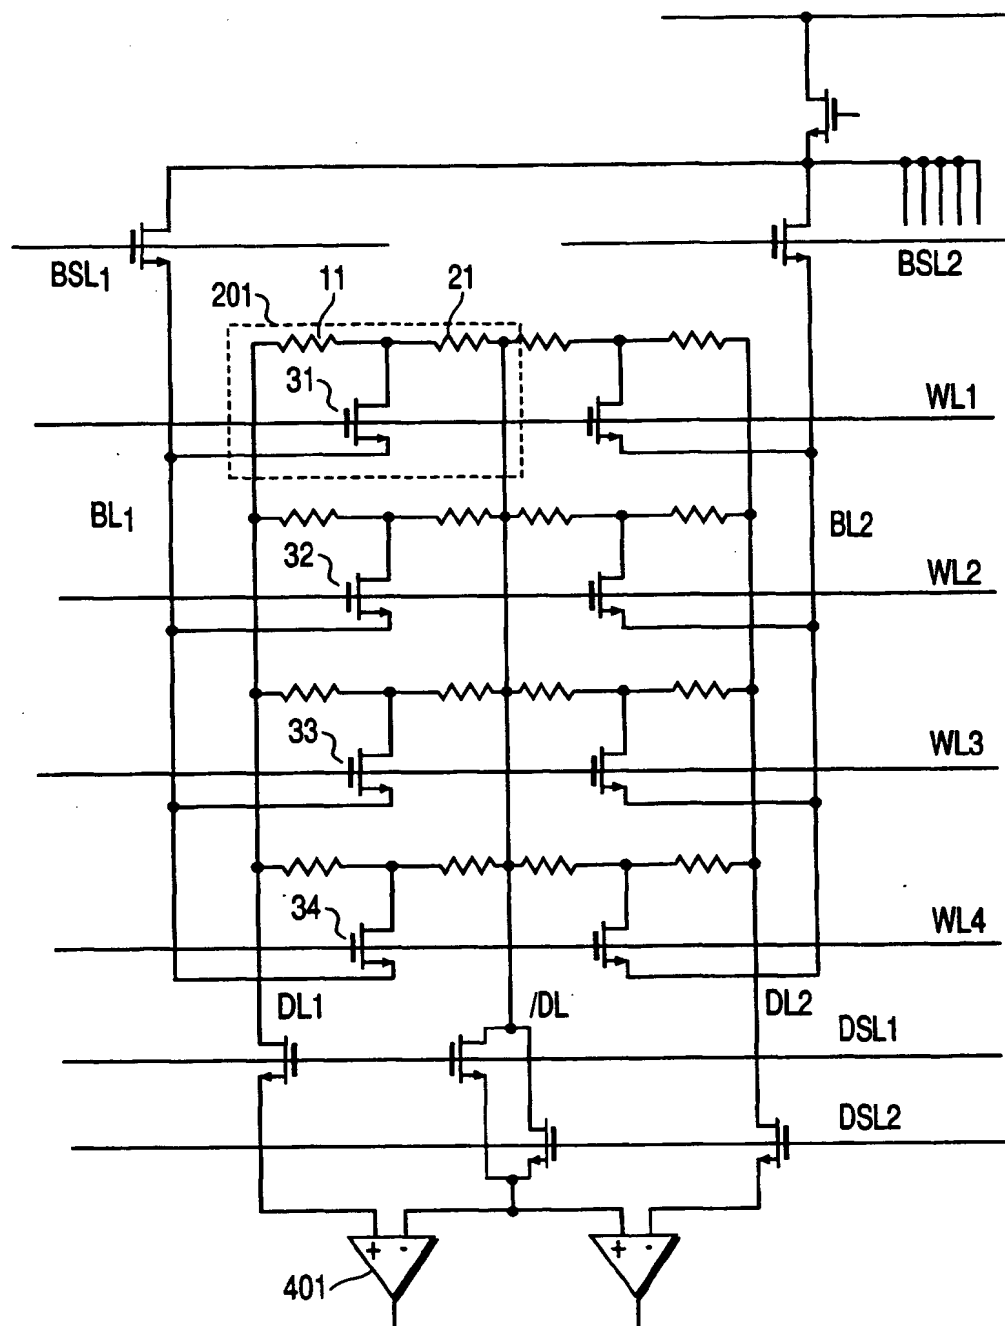 BSL1
BSL2
201
11
21
31
WL1
BL1
BL2
32
WL2
33
WL3
34
WL4
DL1
/DL
DL2
DSL1
DSL2
+ -
+ -
401